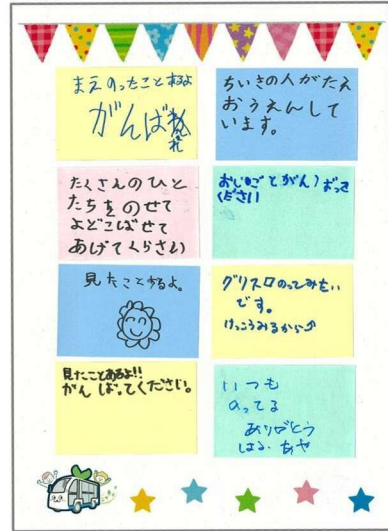 まえのったことあるよ
がんば
ちいきの人がたえ
おうえんして
います。
たくさんのひと
たちをのせて
よどこばせて
あげてくらさい
おしごとがんばっ
ください
見たことあるよ。
グリスロのってみたい
です。
けっこうみるから♪
見たことあるよ!!
がんばってください。
いつも
のってる
ありがとう
はる・あや